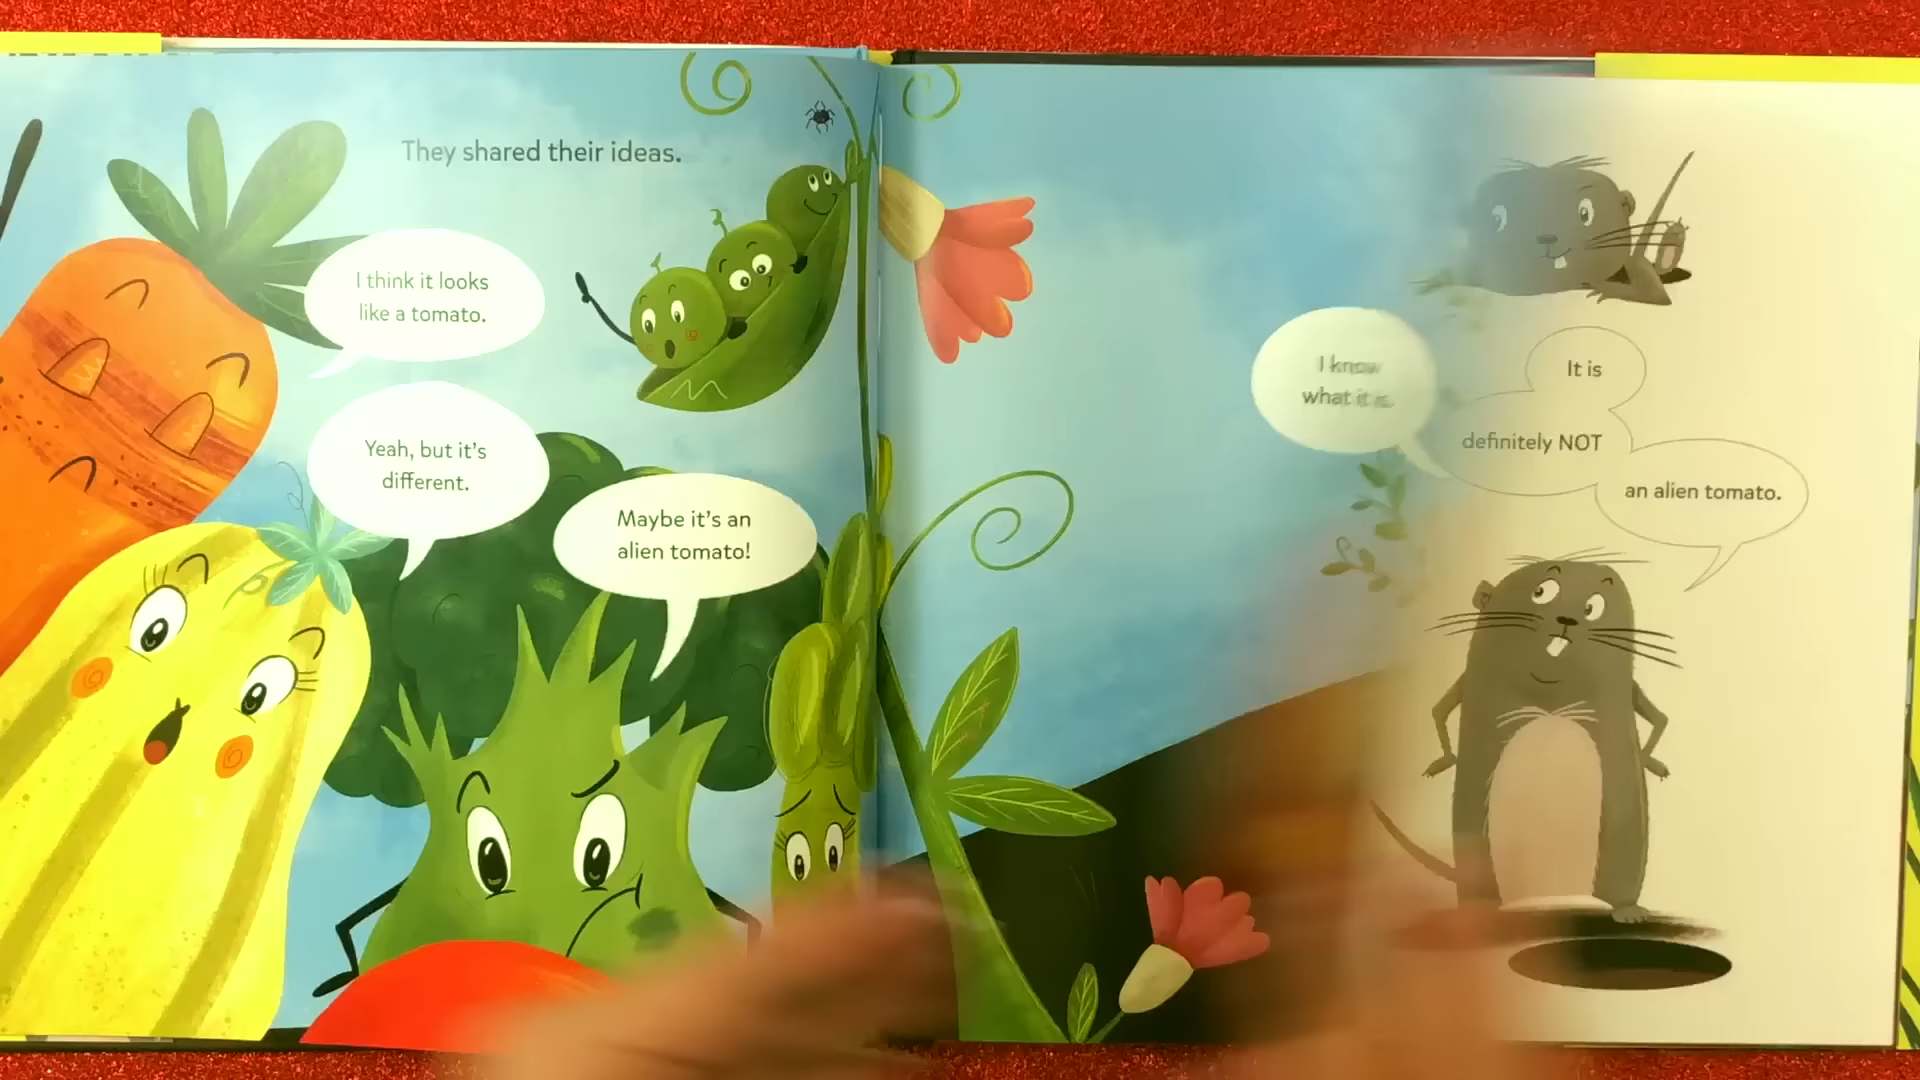 They shared their ideas.
I think it looks
like a tomato.
Yeah, but it's
different.
Maybe it's an
alien tomato!
I know
what it is.
It is
definitely NOT
an alien tomato.